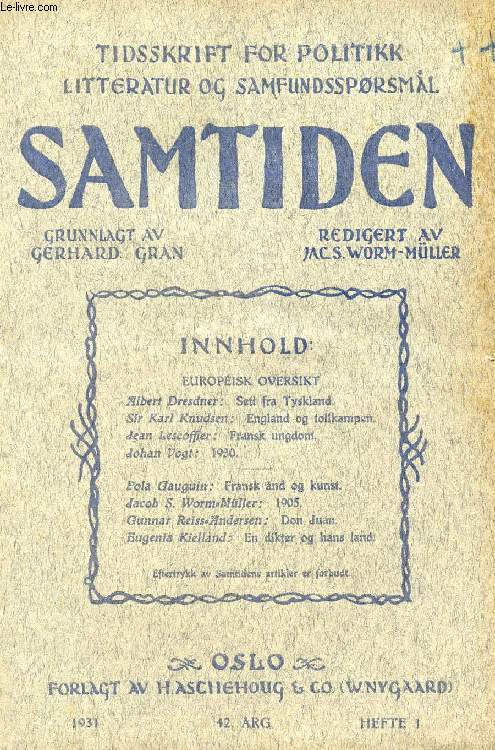 Le-livre.com
TIDSSKRIFT FOR POLITIKK
LITTERATUR OG SAMFUNDSSPØRSMÅL
SAMTIDEN
GRUNNLAGT AV
GERHARD GRAN
REDIGERT AV
JAC. S. WORM-MÜLLER
INNHOLD:
EUROPEISK OVERSIKT
Albert Dresdner: Sett fra Tyskland.
Sir Karl Knudsen: England og tollkampen.
Jean Lescoffier: Fransk ungdom.
Johan Vogt: 1930.
Pola Gauguin: Fransk ånd og kunst.
Jacob S. Worm-Müller: 1905.
Gunnar Reiss-Andersen: Don Juan.
Eugenia Kielland: En dikter og hans land.
Eftertrykk av Samtidens artikler er forbudt.
OSLO
FORLAGT AV H. ASCHEHOUG & CO. (W. NYGAARD)
1931 42. ÅRG. HEFTE 1